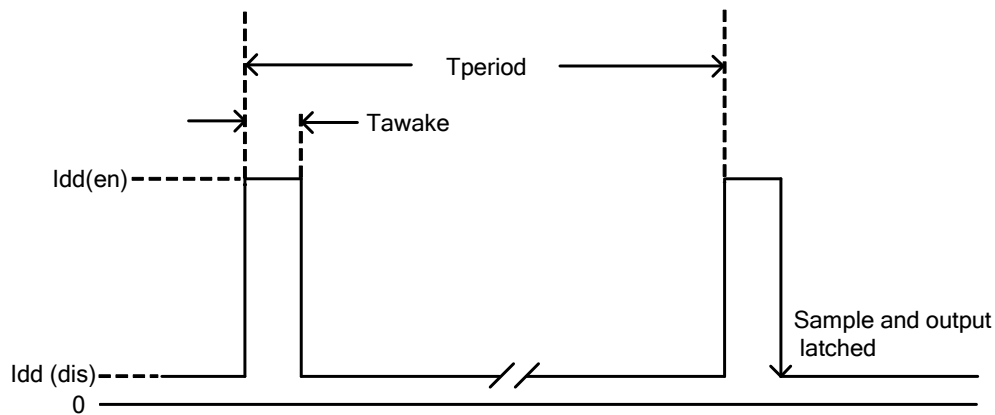 Tperiod
Tawake
Idd(en)
Sample and output
latched
Idd (dis)
0